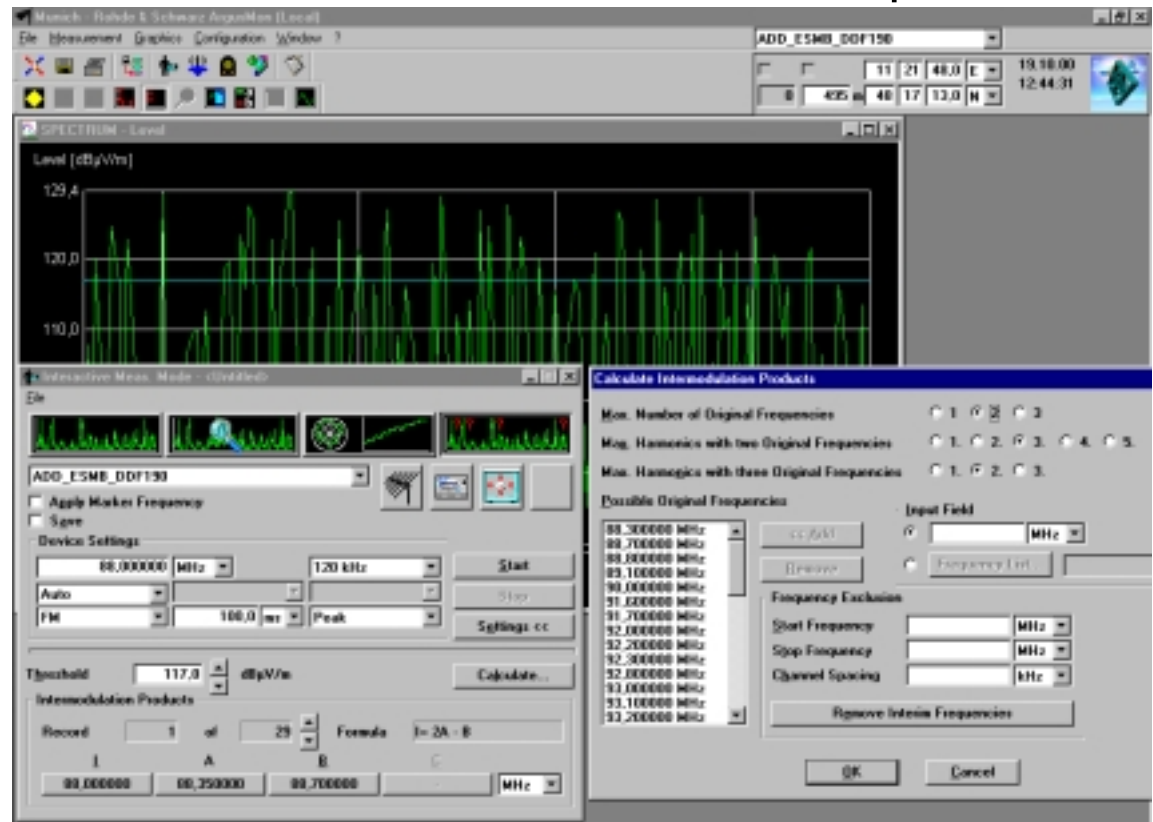 Munich - Rohde & Schwarz ArgusMon [Local]
File Measurement Graphics Configuration Window ?
ADD_ESMB_DDF190
11 21 48,0 E
19.10.00
12:44:31
0 495 m 48 17 13,0 N
SPECTRUM - Level
Level [dBµV/m]
129,4
120,0
110,0
Interactive Meas. Mode - <Untitled>
File
ADD_ESMB_DDF190
Apply Marker Frequency
Save
Device Settings
88,000000 MHz 120 kHz Start
Auto Stop
FM 100,0 ms Peak Settings <<
Threshold 117,0 dBµV/m Calculate...
Intermodulation Products
Record 1 of 29 Formula I= 2A - B
I A B C
88,000000 88,350000 88,700000 - MHz
Calculate Intermodulation Products
Max. Number of Original Frequencies 1 2 3
Max. Harmonics with two Original Frequencies 1. 2. 3. 4. 5.
Max. Harmonics with three Original Frequencies 1. 2. 3.
Possible Original Frequencies
88,300000 MHz
88,700000 MHz
88,800000 MHz
89,100000 MHz
90,000000 MHz
91,600000 MHz
91,700000 MHz
92,000000 MHz
92,200000 MHz
92,300000 MHz
92,800000 MHz
93,000000 MHz
93,100000 MHz
93,200000 MHz
<< Add
Remove
Input Field
MHz
Frequency List...
Frequency Exclusion
Start Frequency MHz
Stop Frequency MHz
Channel Spacing kHz
Remove Interim Frequencies
OK Cancel